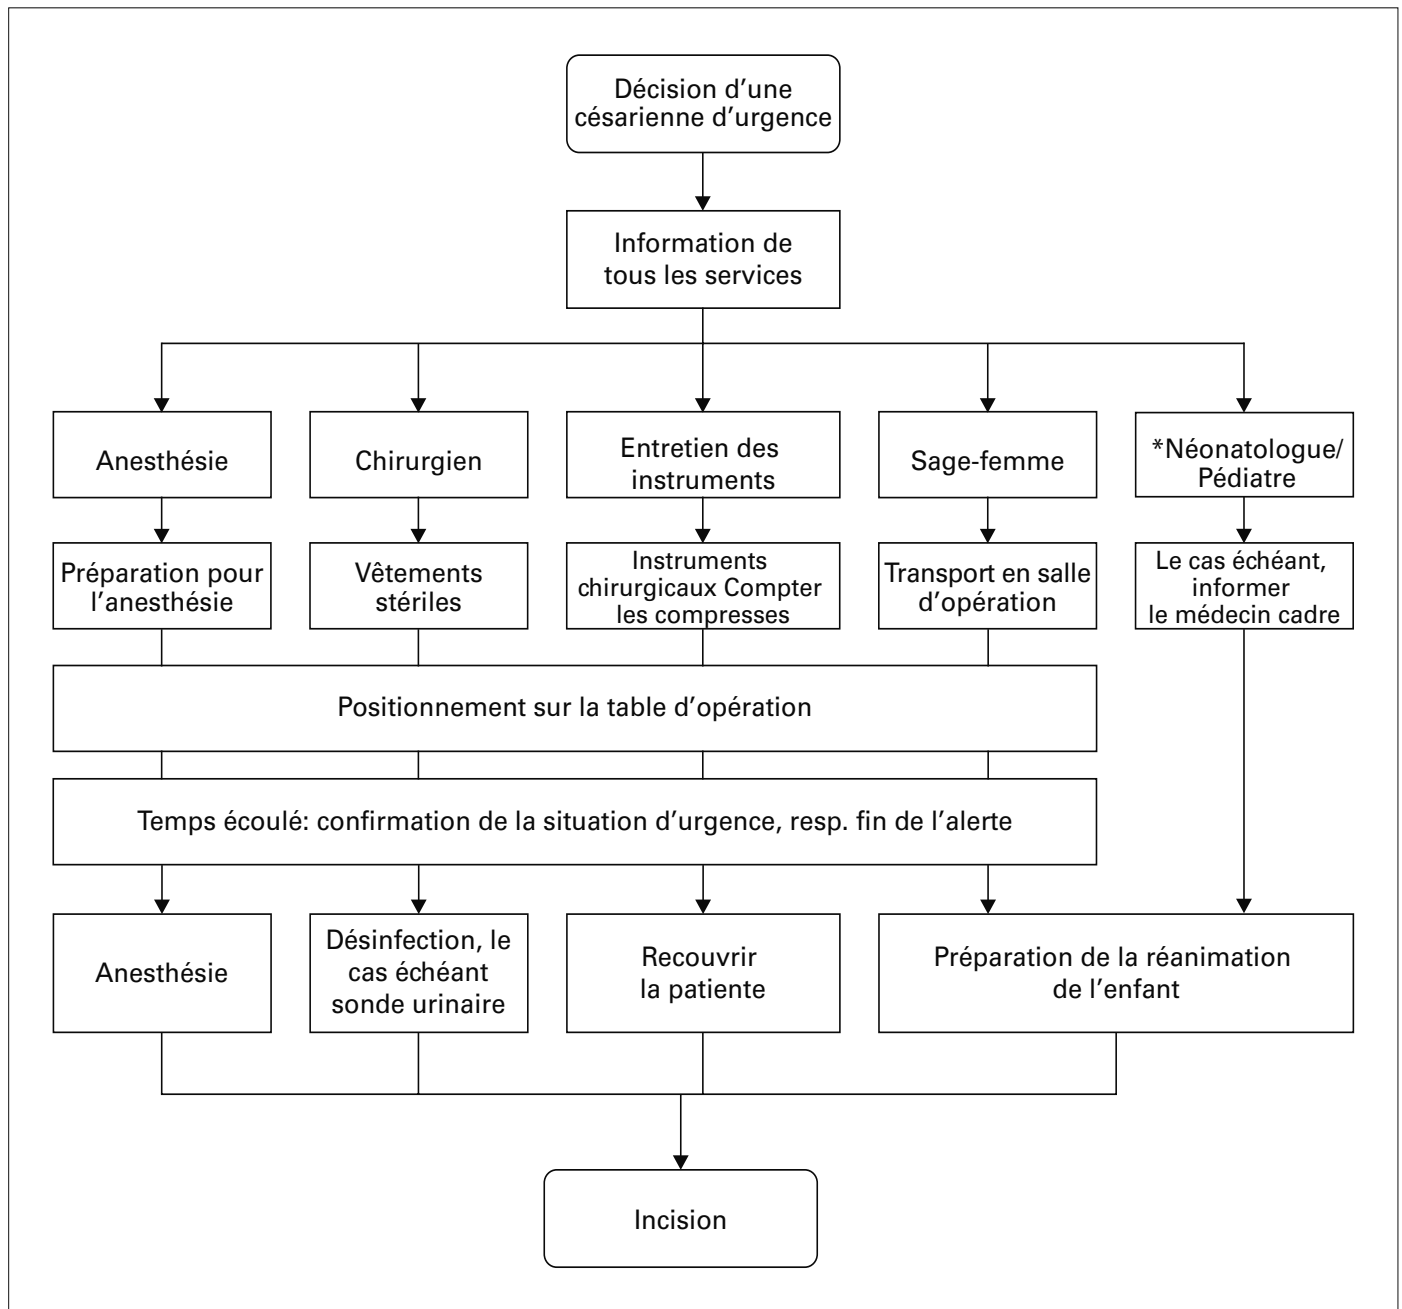 Décision d’une
césarienne d’urgence
Information de
tous les services
Anesthésie
Chirurgien
Entretien des
instruments
Sage-femme
*Néonatologue/
Pédiatre
Préparation pour
l’anesthésie
Vêtements
stériles
Instruments
chirurgicaux Compter
les compresses
Transport en salle
d’opération
Le cas échéant,
informer
le médecin cadre
Positionnement sur la table d’opération
Temps écoulé: confirmation de la situation d’urgence, resp. fin de l’alerte
Anesthésie
Désinfection, le
cas échéant
sonde urinaire
Recouvrir
la patiente
Préparation de la réanimation
de l’enfant
Incision